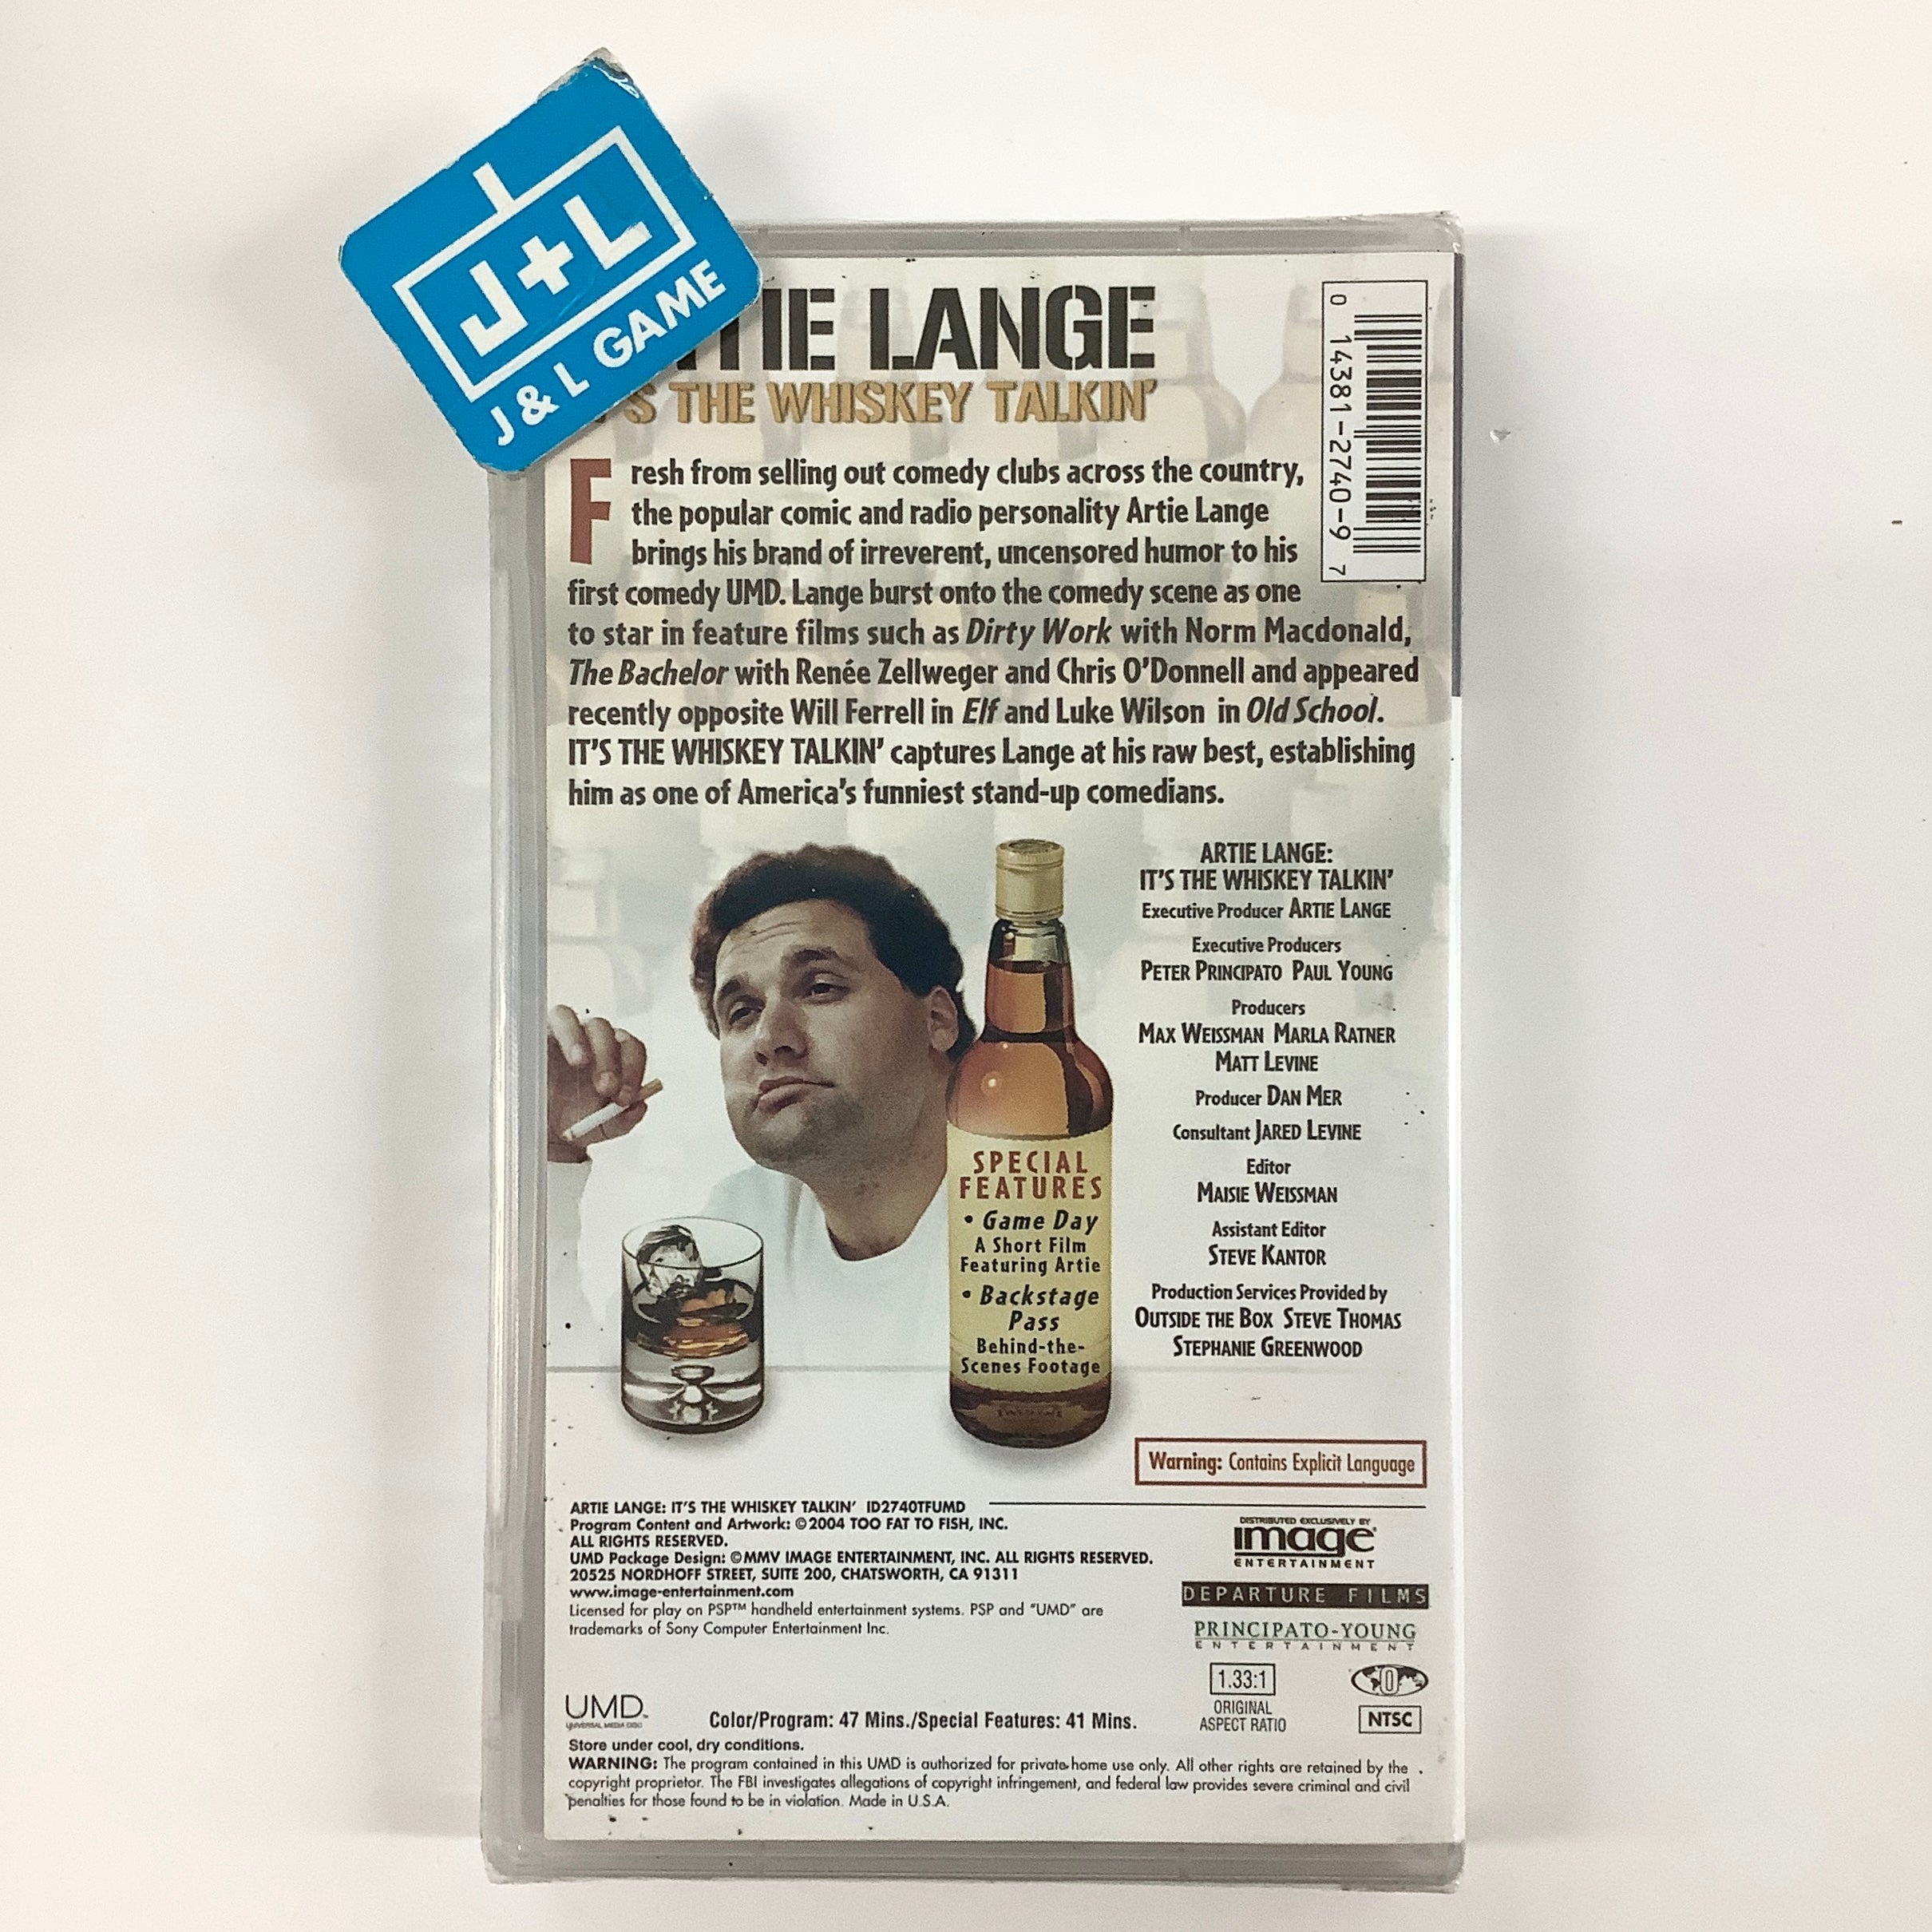 J+L
J & L GAME
TIE LANGE
'S THE WHISKEY TALKIN'
0 14381-2740-9 7
Fresh from selling out comedy clubs across the country,
the popular comic and radio personality Artie Lange
brings his brand of irreverent, uncensored humor to his
first comedy UMD. Lange burst onto the comedy scene as one
to star in feature films such as Dirty Work with Norm Macdonald,
The Bachelor with Renée Zellweger and Chris O'Donnell and appeared
recently opposite Will Ferrell in Elf and Luke Wilson in Old School.
IT'S THE WHISKEY TALKIN' captures Lange at his raw best, establishing
him as one of America's funniest stand-up comedians.
SPECIAL
FEATURES
• Game Day
A Short Film
Featuring Artie
• Backstage
Pass
Behind-the-
Scenes Footage
ARTIE LANGE:
IT'S THE WHISKEY TALKIN'
Executive Producer ARTIE LANGE
Executive Producers
PETER PRINCIPATO PAUL YOUNG
Producers
MAX WEISSMAN MARLA RATNER
MATT LEVINE
Producer DAN MER
Consultant JARED LEVINE
Editor
MAISIE WEISSMAN
Assistant Editor
STEVE KANTOR
Production Services Provided by
OUTSIDE THE BOX STEVE THOMAS
STEPHANIE GREENWOOD
Warning: Contains Explicit Language
ARTIE LANGE: IT'S THE WHISKEY TALKIN' ID2740TFUMD
Program Content and Artwork: ©2004 TOO FAT TO FISH, INC.
ALL RIGHTS RESERVED.
UMD Package Design: ©MMV IMAGE ENTERTAINMENT, INC. ALL RIGHTS RESERVED.
20525 NORDHOFF STREET, SUITE 200, CHATSWORTH, CA 91311
www.image-entertainment.com
Licensed for play on PSP™ handheld entertainment systems. PSP and "UMD" are
trademarks of Sony Computer Entertainment Inc.
DISTRIBUTED EXCLUSIVELY BY
image®
ENTERTAINMENT
DEPARTURE FILMS
PRINCIPATO-YOUNG
ENTERTAINMENT
1.33:1
ORIGINAL
ASPECT RATIO
0
NTSC
UMD™
UNIVERSAL MEDIA DISC
Color/Program: 47 Mins./Special Features: 41 Mins.
Store under cool, dry conditions.
WARNING: The program contained in this UMD is authorized for private home use only. All other rights are retained by the
copyright proprietor. The FBI investigates allegations of copyright infringement, and federal law provides severe criminal and civil
penalties for those found to be in violation. Made in U.S.A.